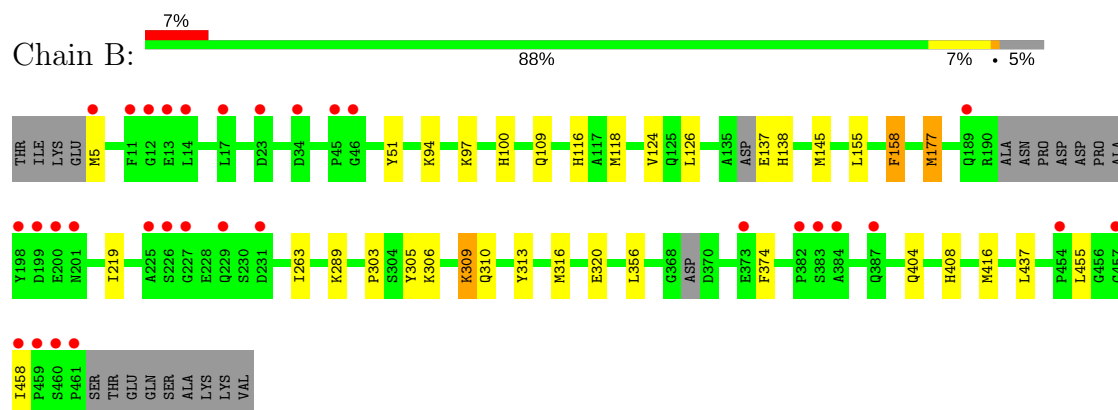 7%
Chain B:
88% 7% • 5%
THR ILE LYS GLU M5 F11 G12 E13 L14 L17 D23 D34 P45 G46 Y51 K94 K97 H100 Q109 H116 A117 M118 V124 Q125 L126 A135 ASP E137 H138 M145 L155 F158 M177 Q189 R190 ALA ASN PRO ASP ASP PRO ALA
Y198 D199 E200 N201 I219 A225 S226 G227 E228 Q229 S230 D231 I263 K289 P303 S304 Y305 K306 K309 Q310 Y313 M316 E320 L356 G368 ASP D370 E373 F374 P382 S383 A384 Q387 Q404 H408 M416 L437 P454 L455 G456
I458 P459 S460 P461 SER THR GLU GLN SER ALA LYS LYS VAL